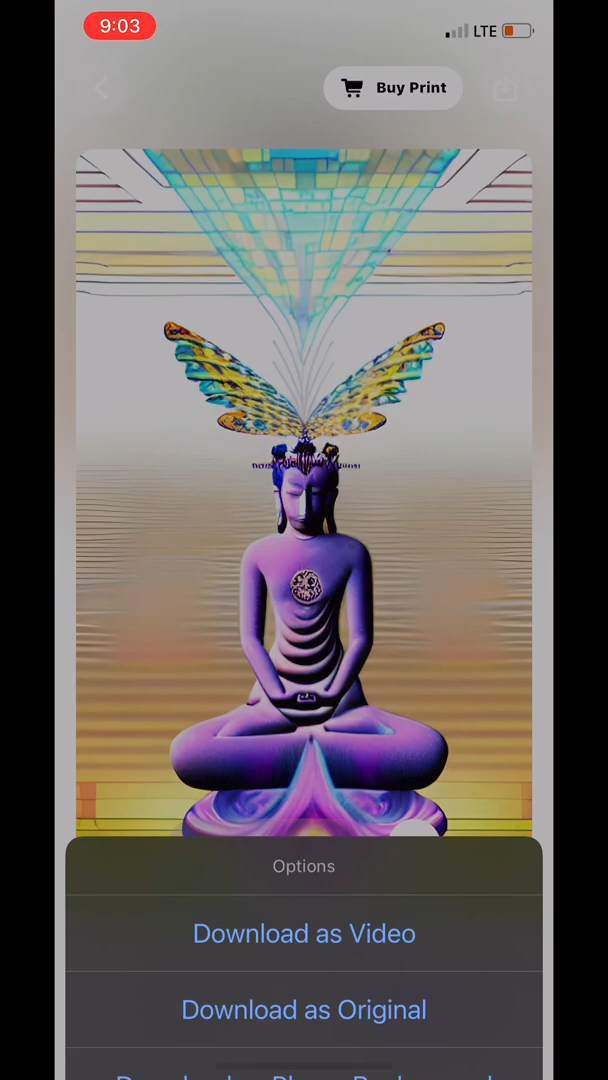 9:03
LTE
Buy Print
Options
Download as Video
Download as Original